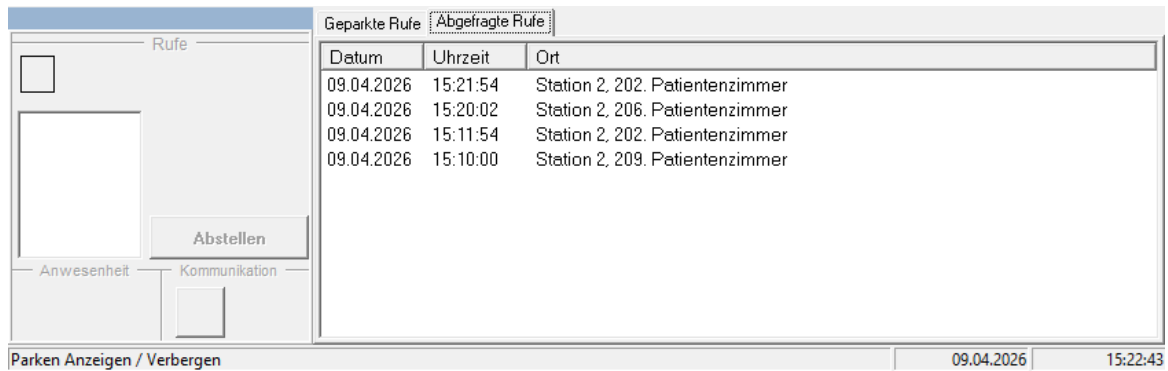 Geparkte Rufe Abgefragte Rufe
Rufe
Datum Uhrzeit Ort
09.04.2026 15:21:54 Station 2, 202. Patientenzimmer
09.04.2026 15:20:02 Station 2, 206. Patientenzimmer
09.04.2026 15:11:54 Station 2, 202. Patientenzimmer
09.04.2026 15:10:00 Station 2, 209. Patientenzimmer
Abstellen
Anwesenheit Kommunikation
Parken Anzeigen / Verbergen 09.04.2026 15:22:43